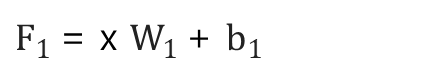 F₁ = x W₁ + b₁